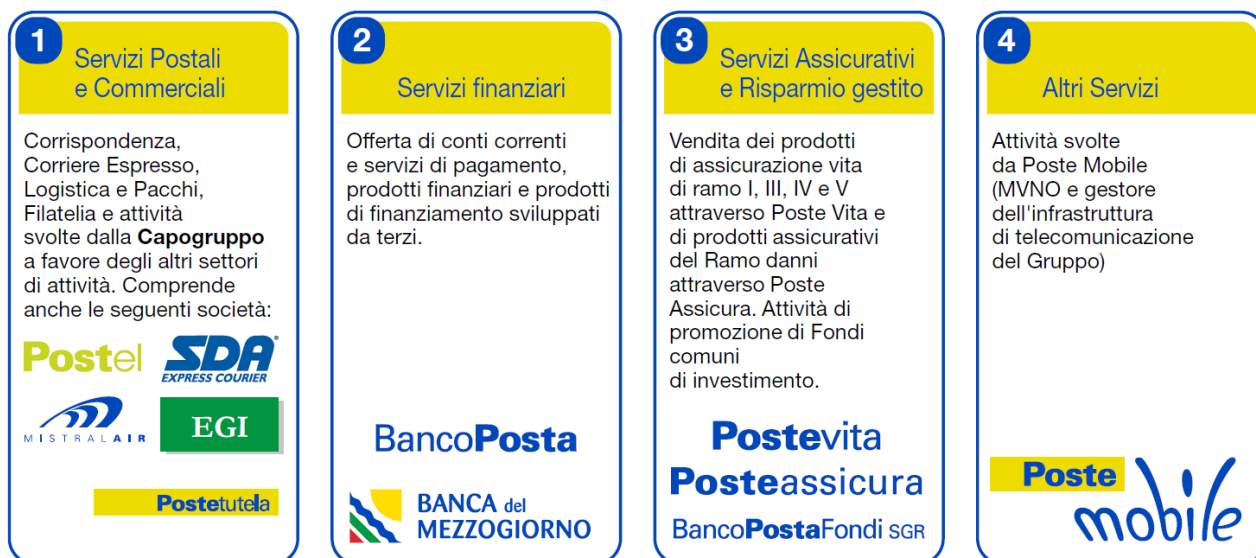 1
Servizi Postali
e Commerciali
Corrispondenza,
Corriere Espresso,
Logistica e Pacchi,
Filatelia e attività
svolte dalla Capogruppo
a favore degli altri settori
di attività. Comprende
anche le seguenti società:
Postel
SDA
EXPRESS COURIER
MISTRALAIR
EGI
Postetutela
2
Servizi finanziari
Offerta di conti correnti
e servizi di pagamento,
prodotti finanziari e prodotti
di finanziamento sviluppati
da terzi.
BancoPosta
BANCA del
MEZZOGIORNO
3
Servizi Assicurativi
e Risparmio gestito
Vendita dei prodotti
di assicurazione vita
di ramo I, III, IV e V
attraverso Poste Vita e
di prodotti assicurativi
del Ramo danni
attraverso Poste
Assicura. Attività di
promozione di Fondi
comuni
di investimento.
Postevita
Posteassicura
BancoPostaFondi SGR
4
Altri Servizi
Attività svolte
da Poste Mobile
(MVNO e gestore
dell'infrastruttura
di telecomunicazione
del Gruppo)
Poste
mobile